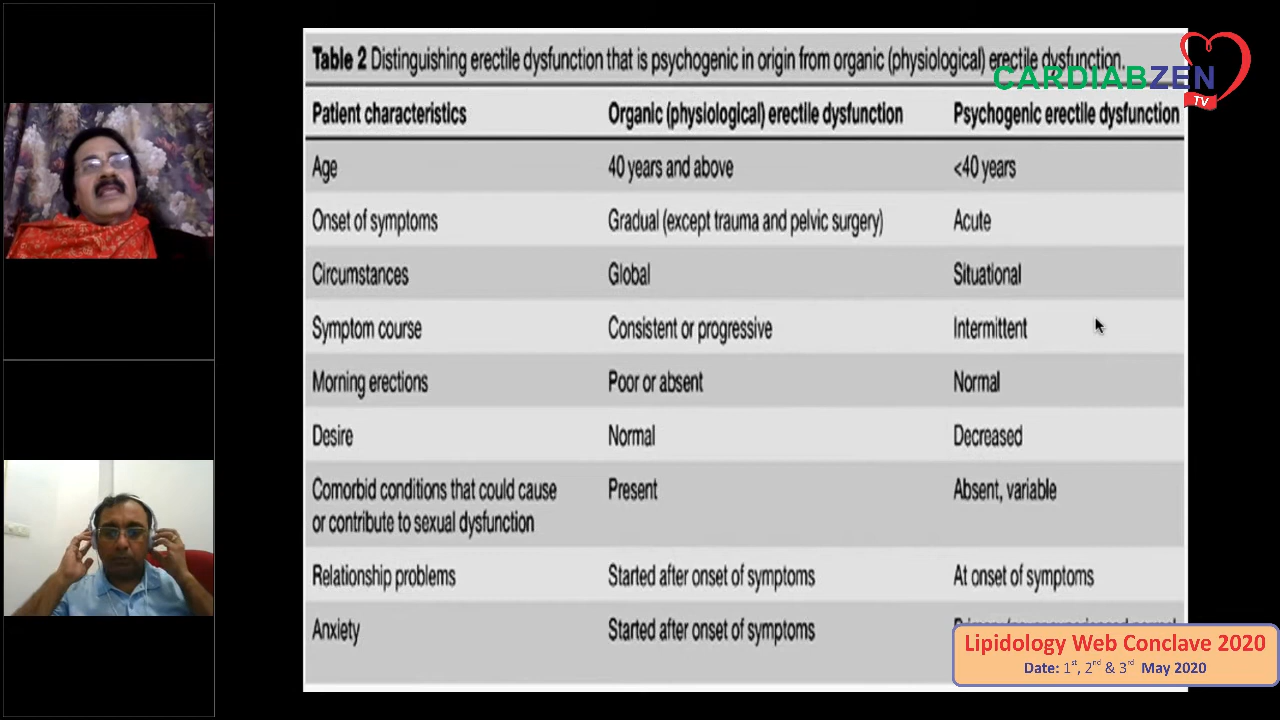 Table 2 Distinguishing erectile dysfunction that is psychogenic in origin from organic (physiological) erectile dysfunction.
CARDIABZEN
TV
Patient characteristics Organic (physiological) erectile dysfunction Psychogenic erectile dysfunction
Age 40 years and above <40 years
Onset of symptoms Gradual (except trauma and pelvic surgery) Acute
Circumstances Global Situational
Symptom course Consistent or progressive Intermittent
Morning erections Poor or absent Normal
Desire Normal Decreased
Comorbid conditions that could cause Present Absent, variable
or contribute to sexual dysfunction
Relationship problems Started after onset of symptoms At onset of symptoms
Anxiety Started after onset of symptoms
Lipidology Web Conclave 2020
Date: 1st, 2nd & 3rd May 2020